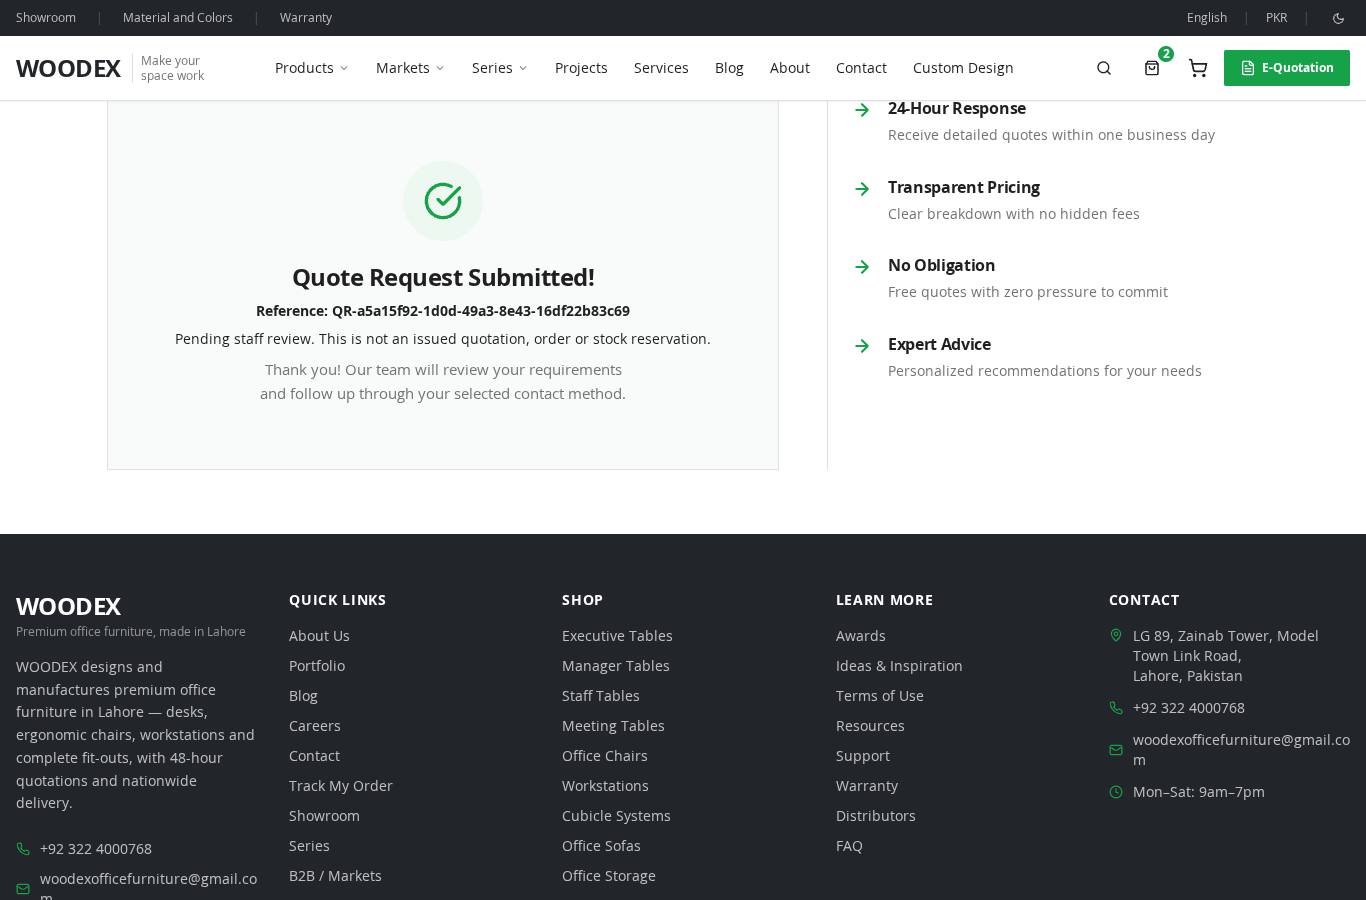 Showroom
Material and Colors
Warranty
English
PKR
WOODEX
Make your
space work
Products
Markets
Series
Projects
Services
Blog
About
Contact
Custom Design
2
E-Quotation
Quote Request Submitted!
Reference: QR-a5a15f92-1d0d-49a3-8e43-16df22b83c69
Pending staff review. This is not an issued quotation, order or stock reservation.
Thank you! Our team will review your requirements
and follow up through your selected contact method.
24-Hour Response
Receive detailed quotes within one business day
Transparent Pricing
Clear breakdown with no hidden fees
No Obligation
Free quotes with zero pressure to commit
Expert Advice
Personalized recommendations for your needs
WOODEX
Premium office furniture, made in Lahore
WOODEX designs and
manufactures premium office
furniture in Lahore — desks,
ergonomic chairs, workstations and
complete fit-outs, with 48-hour
quotations and nationwide
delivery.
+92 322 4000768
woodexofficefurniture@gmail.co
m
QUICK LINKS
About Us
Portfolio
Blog
Careers
Contact
Track My Order
Showroom
Series
B2B / Markets
SHOP
Executive Tables
Manager Tables
Staff Tables
Meeting Tables
Office Chairs
Workstations
Cubicle Systems
Office Sofas
Office Storage
LEARN MORE
Awards
Ideas & Inspiration
Terms of Use
Resources
Support
Warranty
Distributors
FAQ
CONTACT
LG 89, Zainab Tower, Model
Town Link Road,
Lahore, Pakistan
+92 322 4000768
woodexofficefurniture@gmail.co
m
Mon–Sat: 9am–7pm